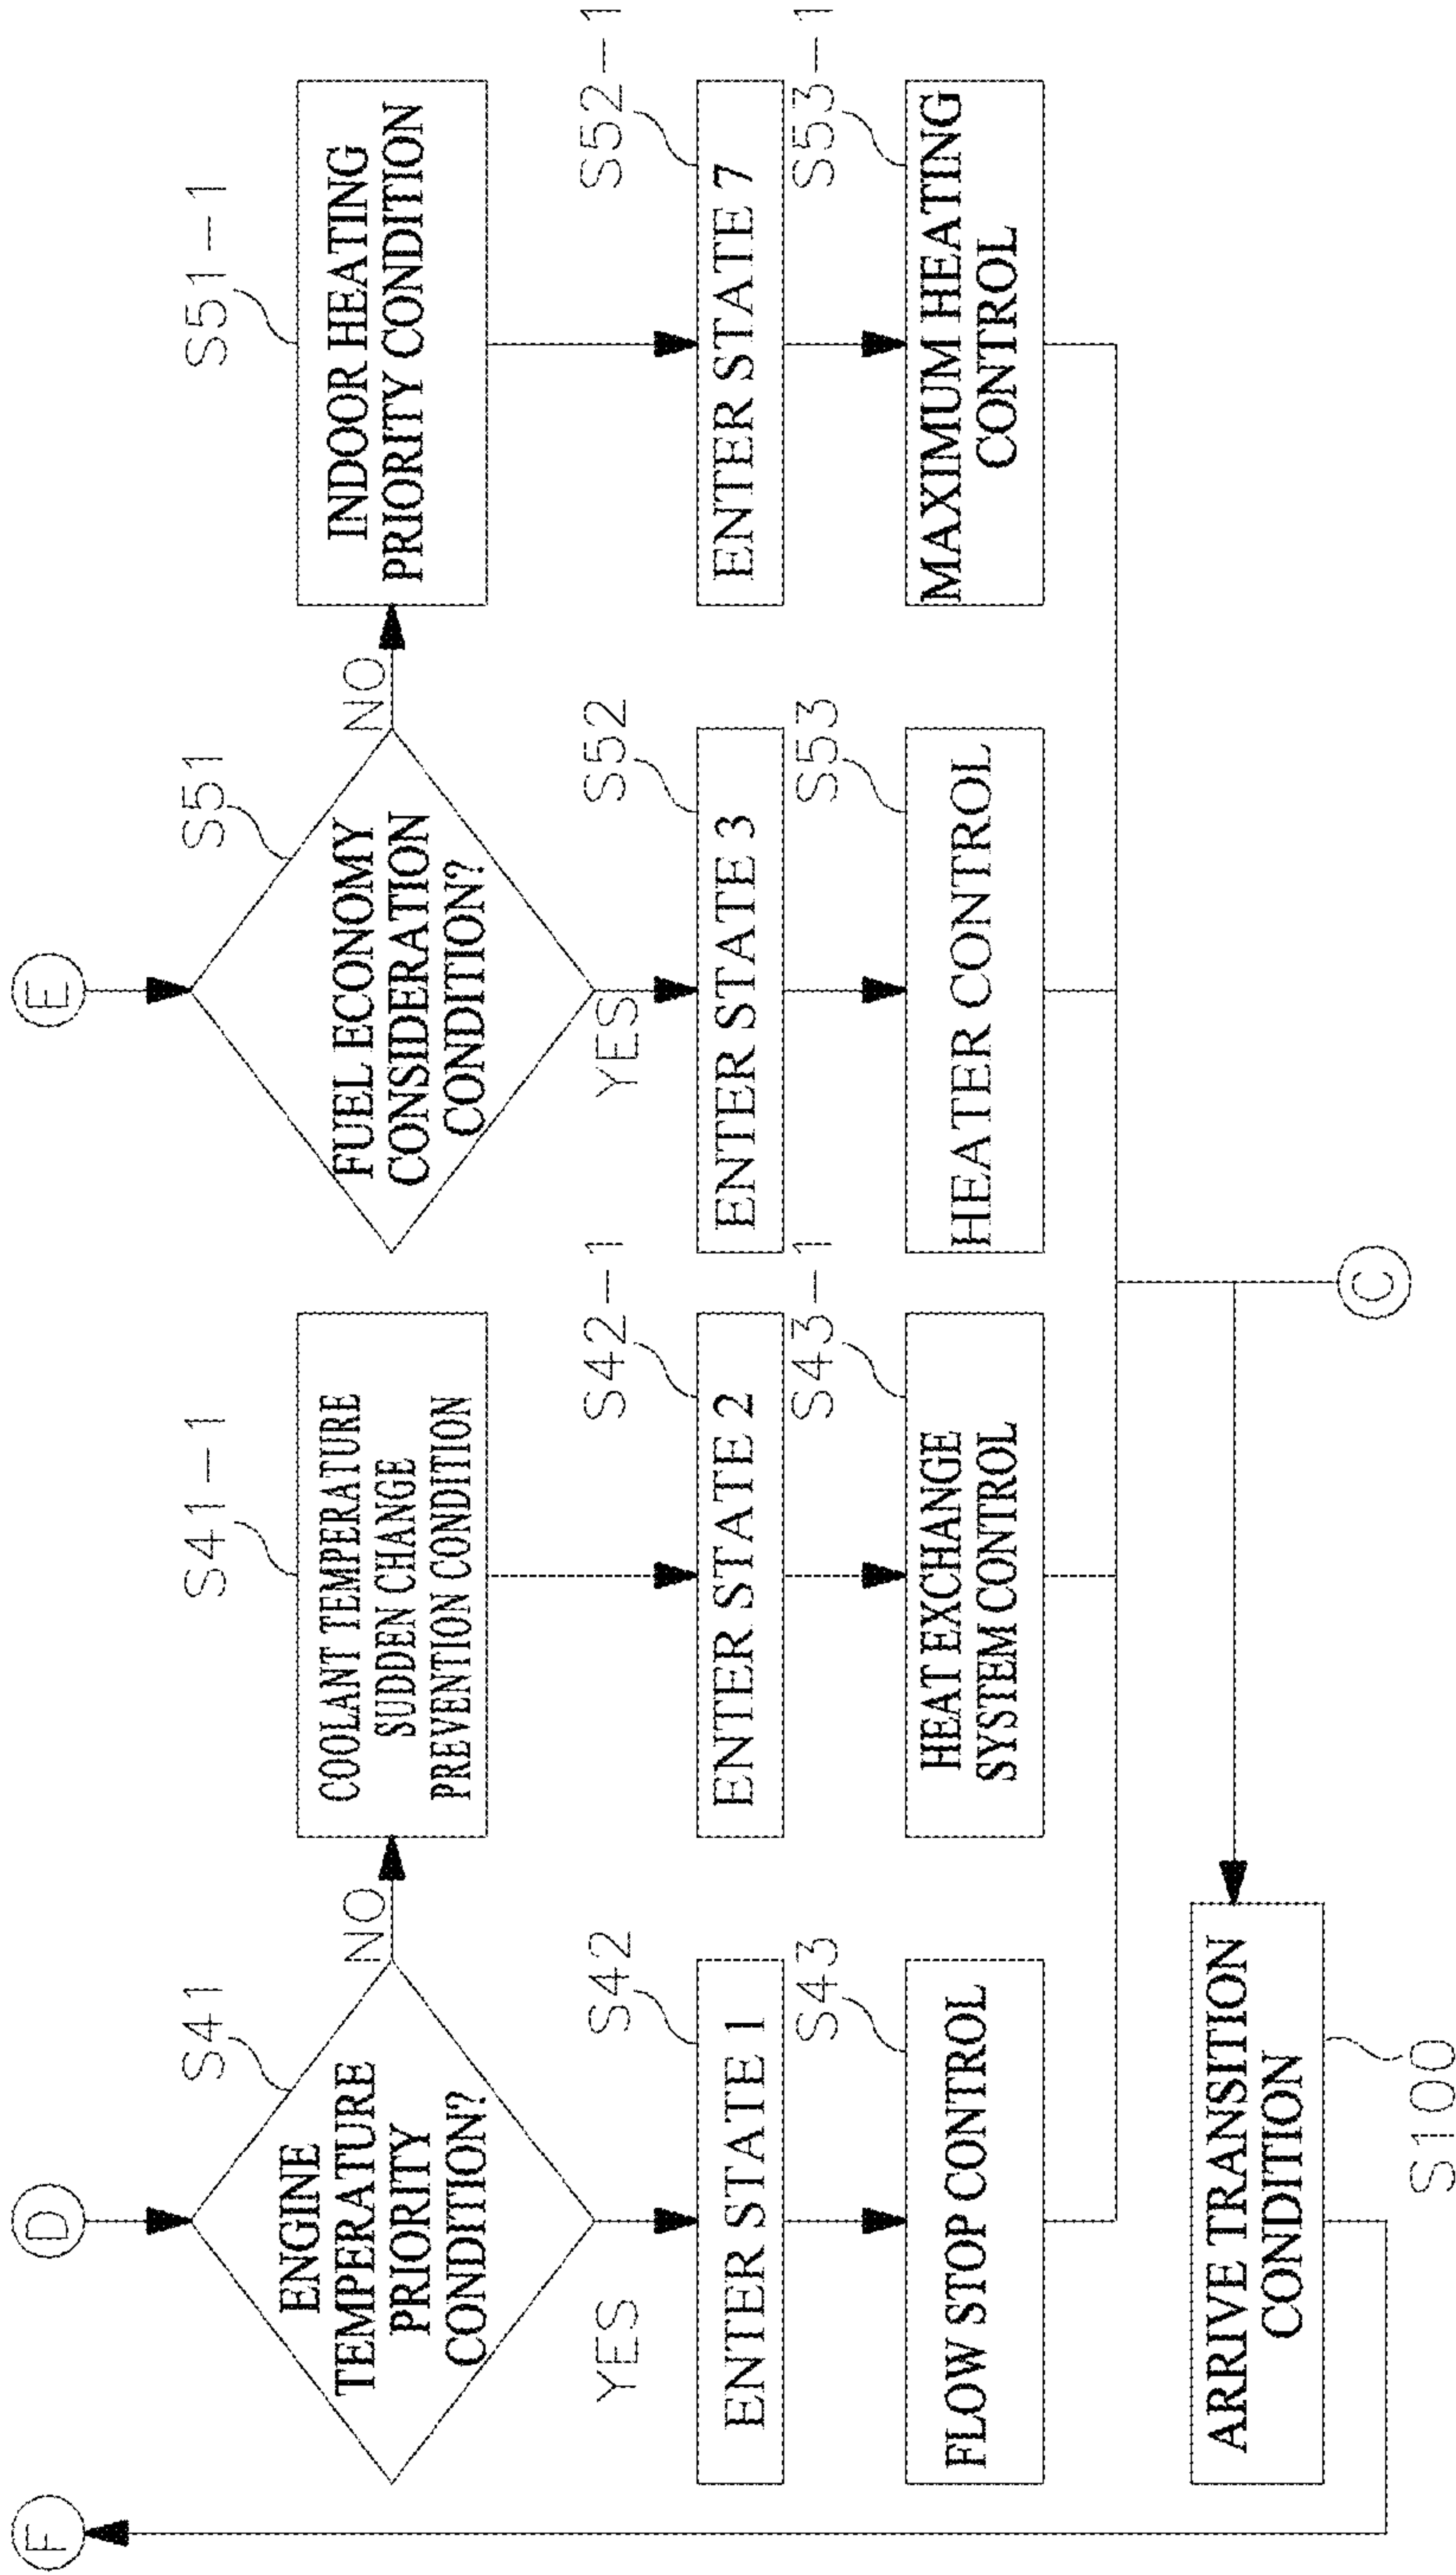 F
D
E
S41
ENGINE
TEMPERATURE
PRIORITY
CONDITION?
NO
YES
S41-1
COOLANT TEMPERATURE
SUDDEN CHANGE
PREVENTION CONDITION
S51
FUEL ECONOMY
CONSIDERATION
CONDITION?
NO
YES
S51-1
INDOOR HEATING
PRIORITY CONDITION
S42
ENTER STATE 1
S42-1
ENTER STATE 2
S52
ENTER STATE 3
S52-1
ENTER STATE 7
S43
FLOW STOP CONTROL
S43-1
HEAT EXCHANGE
SYSTEM CONTROL
S53
HEATER CONTROL
S53-1
MAXIMUM HEATING
CONTROL
ARRIVE TRANSITION
CONDITION
S100
C